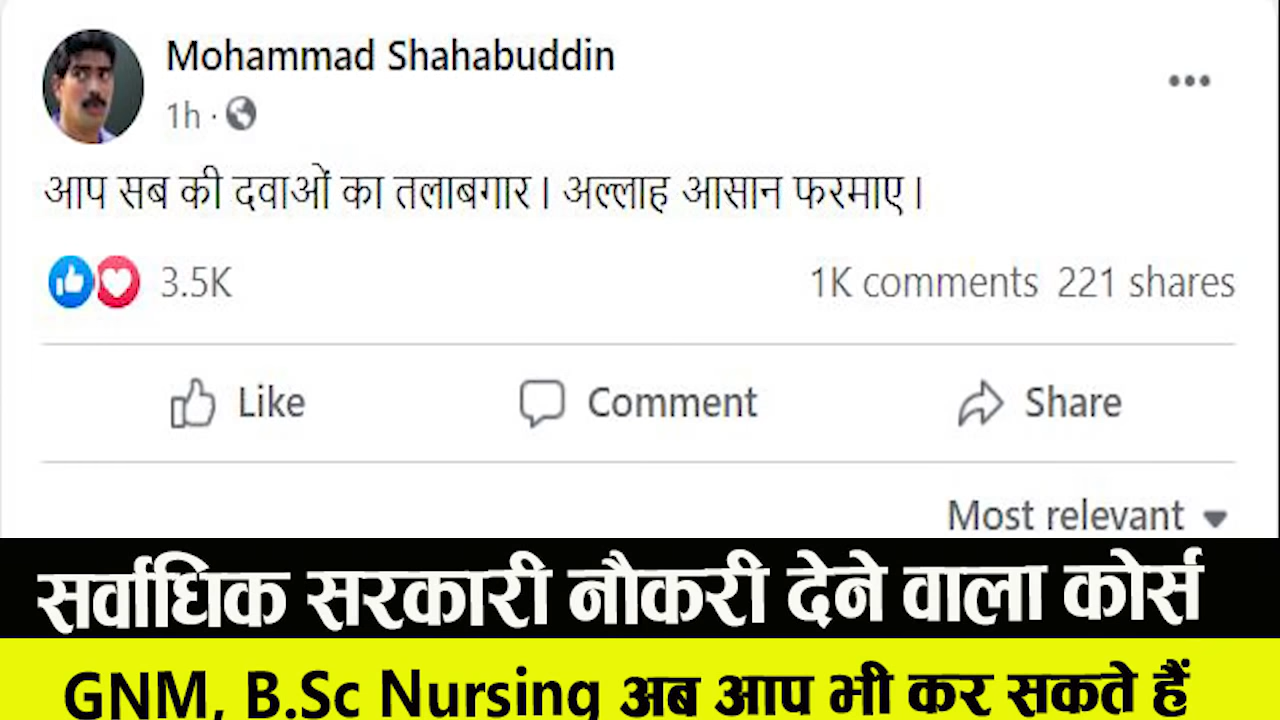 Mohammad Shahabuddin
1h ·
आप सब की दवाओं का तलाबगार। अल्लाह आसान फरमाए।
3.5K 1K comments 221 shares
Like Comment Share
Most relevant
सर्वाधिक सरकारी नौकरी देने वाला कोर्स
GNM, B.Sc Nursing अब आप भी कर सकते हैं